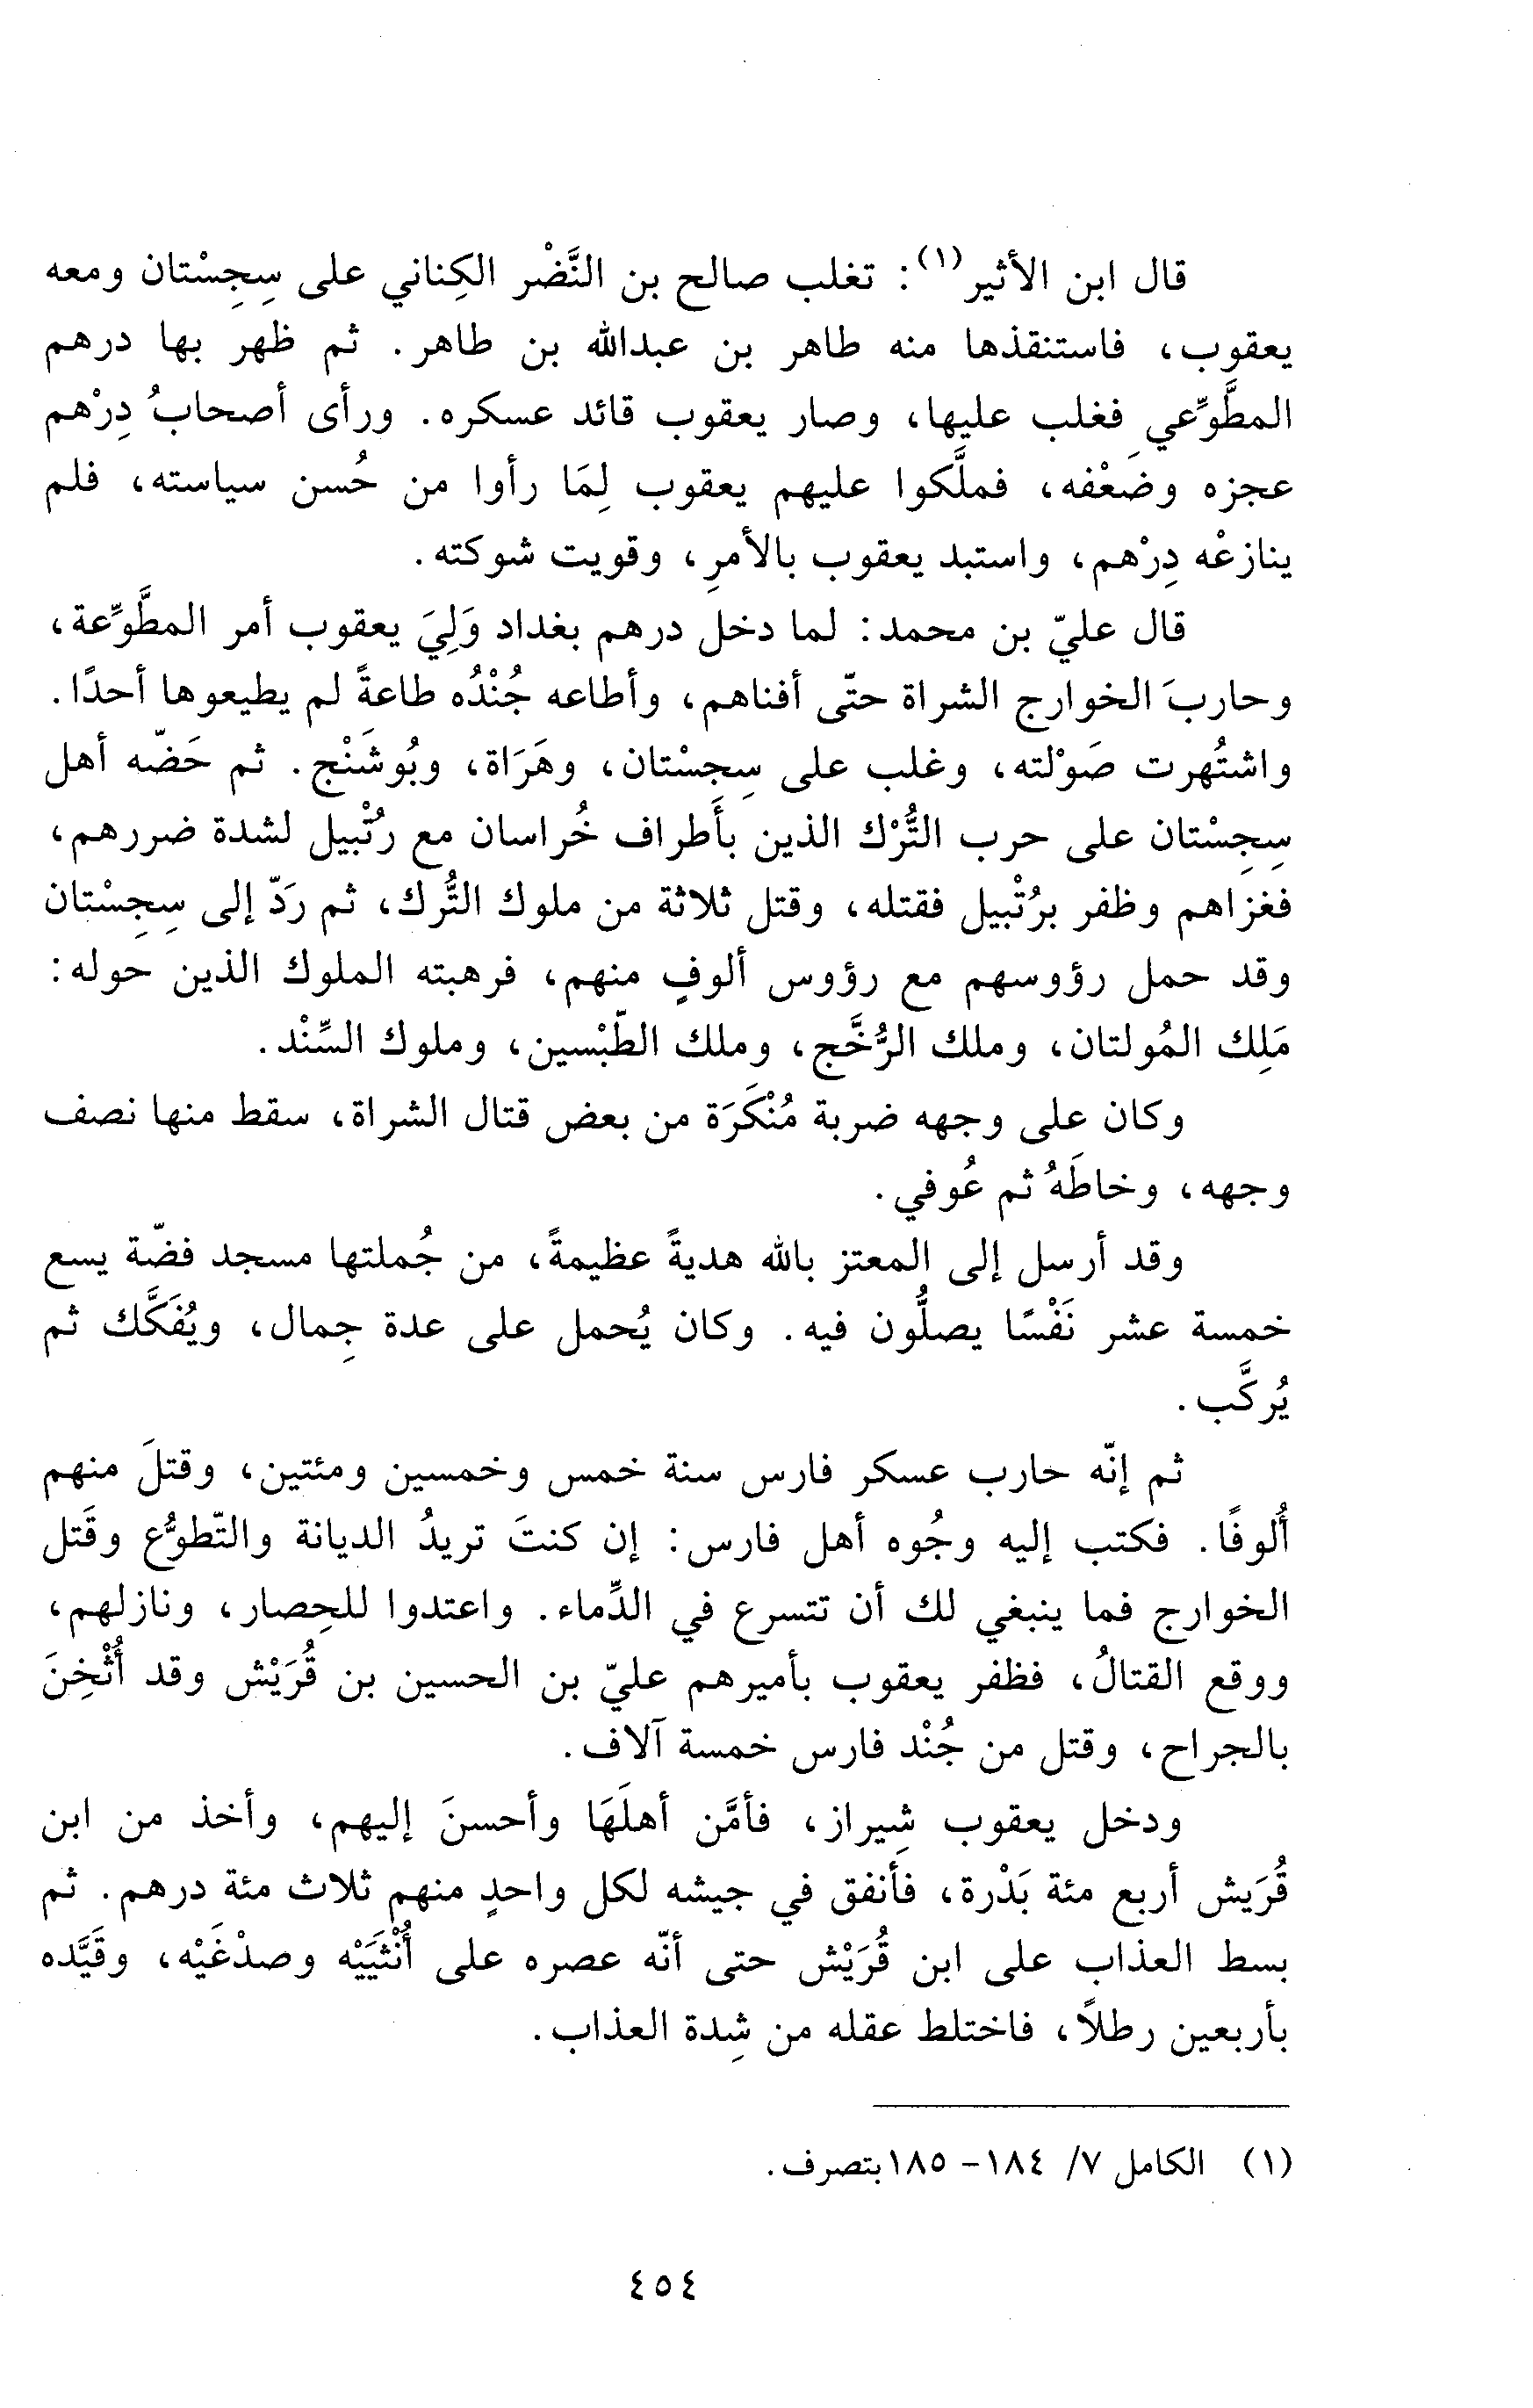 قال ابن الأثير(١): تغلب صالح بن النَّضْر الكِناني على سِجِسْتان ومعه
يعقوب، فاستنقذها منه طاهر بن عبدالله بن طاهر. ثم ظهر بها درهم
المطَّوِّعي فغلب عليها، وصار يعقوب قائد عسكره. ورأى أصحابُ دِرْهم
عجزه وضَعْفه، فملَّكوا عليهم يعقوب لِمَا رأوا من حُسن سياسته، فلم
ينازعْه دِرْهم، واستبد يعقوب بالأمرِ، وقويت شوكته.
قال عليّ بن محمد: لما دخل درهم بغداد وَلِيَ يعقوب أمر المطَّوِّعة،
وحاربَ الخوارج الشراة حتّى أفناهم، وأطاعه جُنْدُه طاعةً لم يطيعوها أحدًا.
واشتُهرت صَوْلته، وغلب على سِجسْتان، وهَرَاة، وبُوشَنْج. ثم حَضّه أهل
سِجِسْتان على حرب التُّرْك الذين بأَطراف خُراسان مع رُتْبيل لشدة ضررهم،
فغزاهم وظفر برُتْبيل فقتله، وقتل ثلاثة من ملوك التُّرك، ثم رَدّ إلى سِجِسْتان
وقد حمل رؤوسهم مع رؤوس ألوفٍ منهم، فرهبته الملوك الذين حوله:
مَلِك المُولتان، وملك الرُّخَّج، وملك الطّبْسين، وملوك السِّنْد.
وكان على وجهه ضربة مُنْكَرَة من بعض قتال الشراة، سقط منها نصف
وجهه، وخاطَهُ ثم عُوفي.
وقد أرسل إلى المعتز بالله هديةً عظيمةً، من جُملتها مسجد فضّة يسع
خمسة عشر نَفْسًا يصلُّون فيه. وكان يُحمل على عدة جِمال، ويُفَكَّك ثم
يُركَّب.
ثم إنّه حارب عسكر فارس سنة خمس وخمسين ومئتين، وقتلَ منهم
أُلوفًا. فكتب إليه وجُوه أهل فارس: إن كنتَ تريدُ الديانة والتّطوُّع وقَتل
الخوارج فما ينبغي لك أن تتسرع في الدِّماء. واعتدوا للحِصار، ونازلهم،
ووقع القتالُ، فظفر يعقوب بأميرهم عليّ بن الحسين بن قُرَيْش وقد أُثْخِنَ
بالجراح، وقتل من جُنْد فارس خمسة آلاف.
ودخل يعقوب شِيراز، فأمَّن أهلَهَا وأحسنَ إليهم، وأخذ من ابن
قُرَيش أربع مئة بَدْرة، فأنفق في جيشه لكل واحدٍ منهم ثلاث مئة درهم. ثم
بسط العذاب على ابن قُرَيْش حتى أنّه عصره على أُنْثَيَيْه وصدْغَيْه، وقَيَّده
بأربعين رطلاً، فاختلط عقله من شِدة العذاب.
(١) الكامل ٧/ ١٨٤ - ١٨٥ بتصرف.
٤٥٤